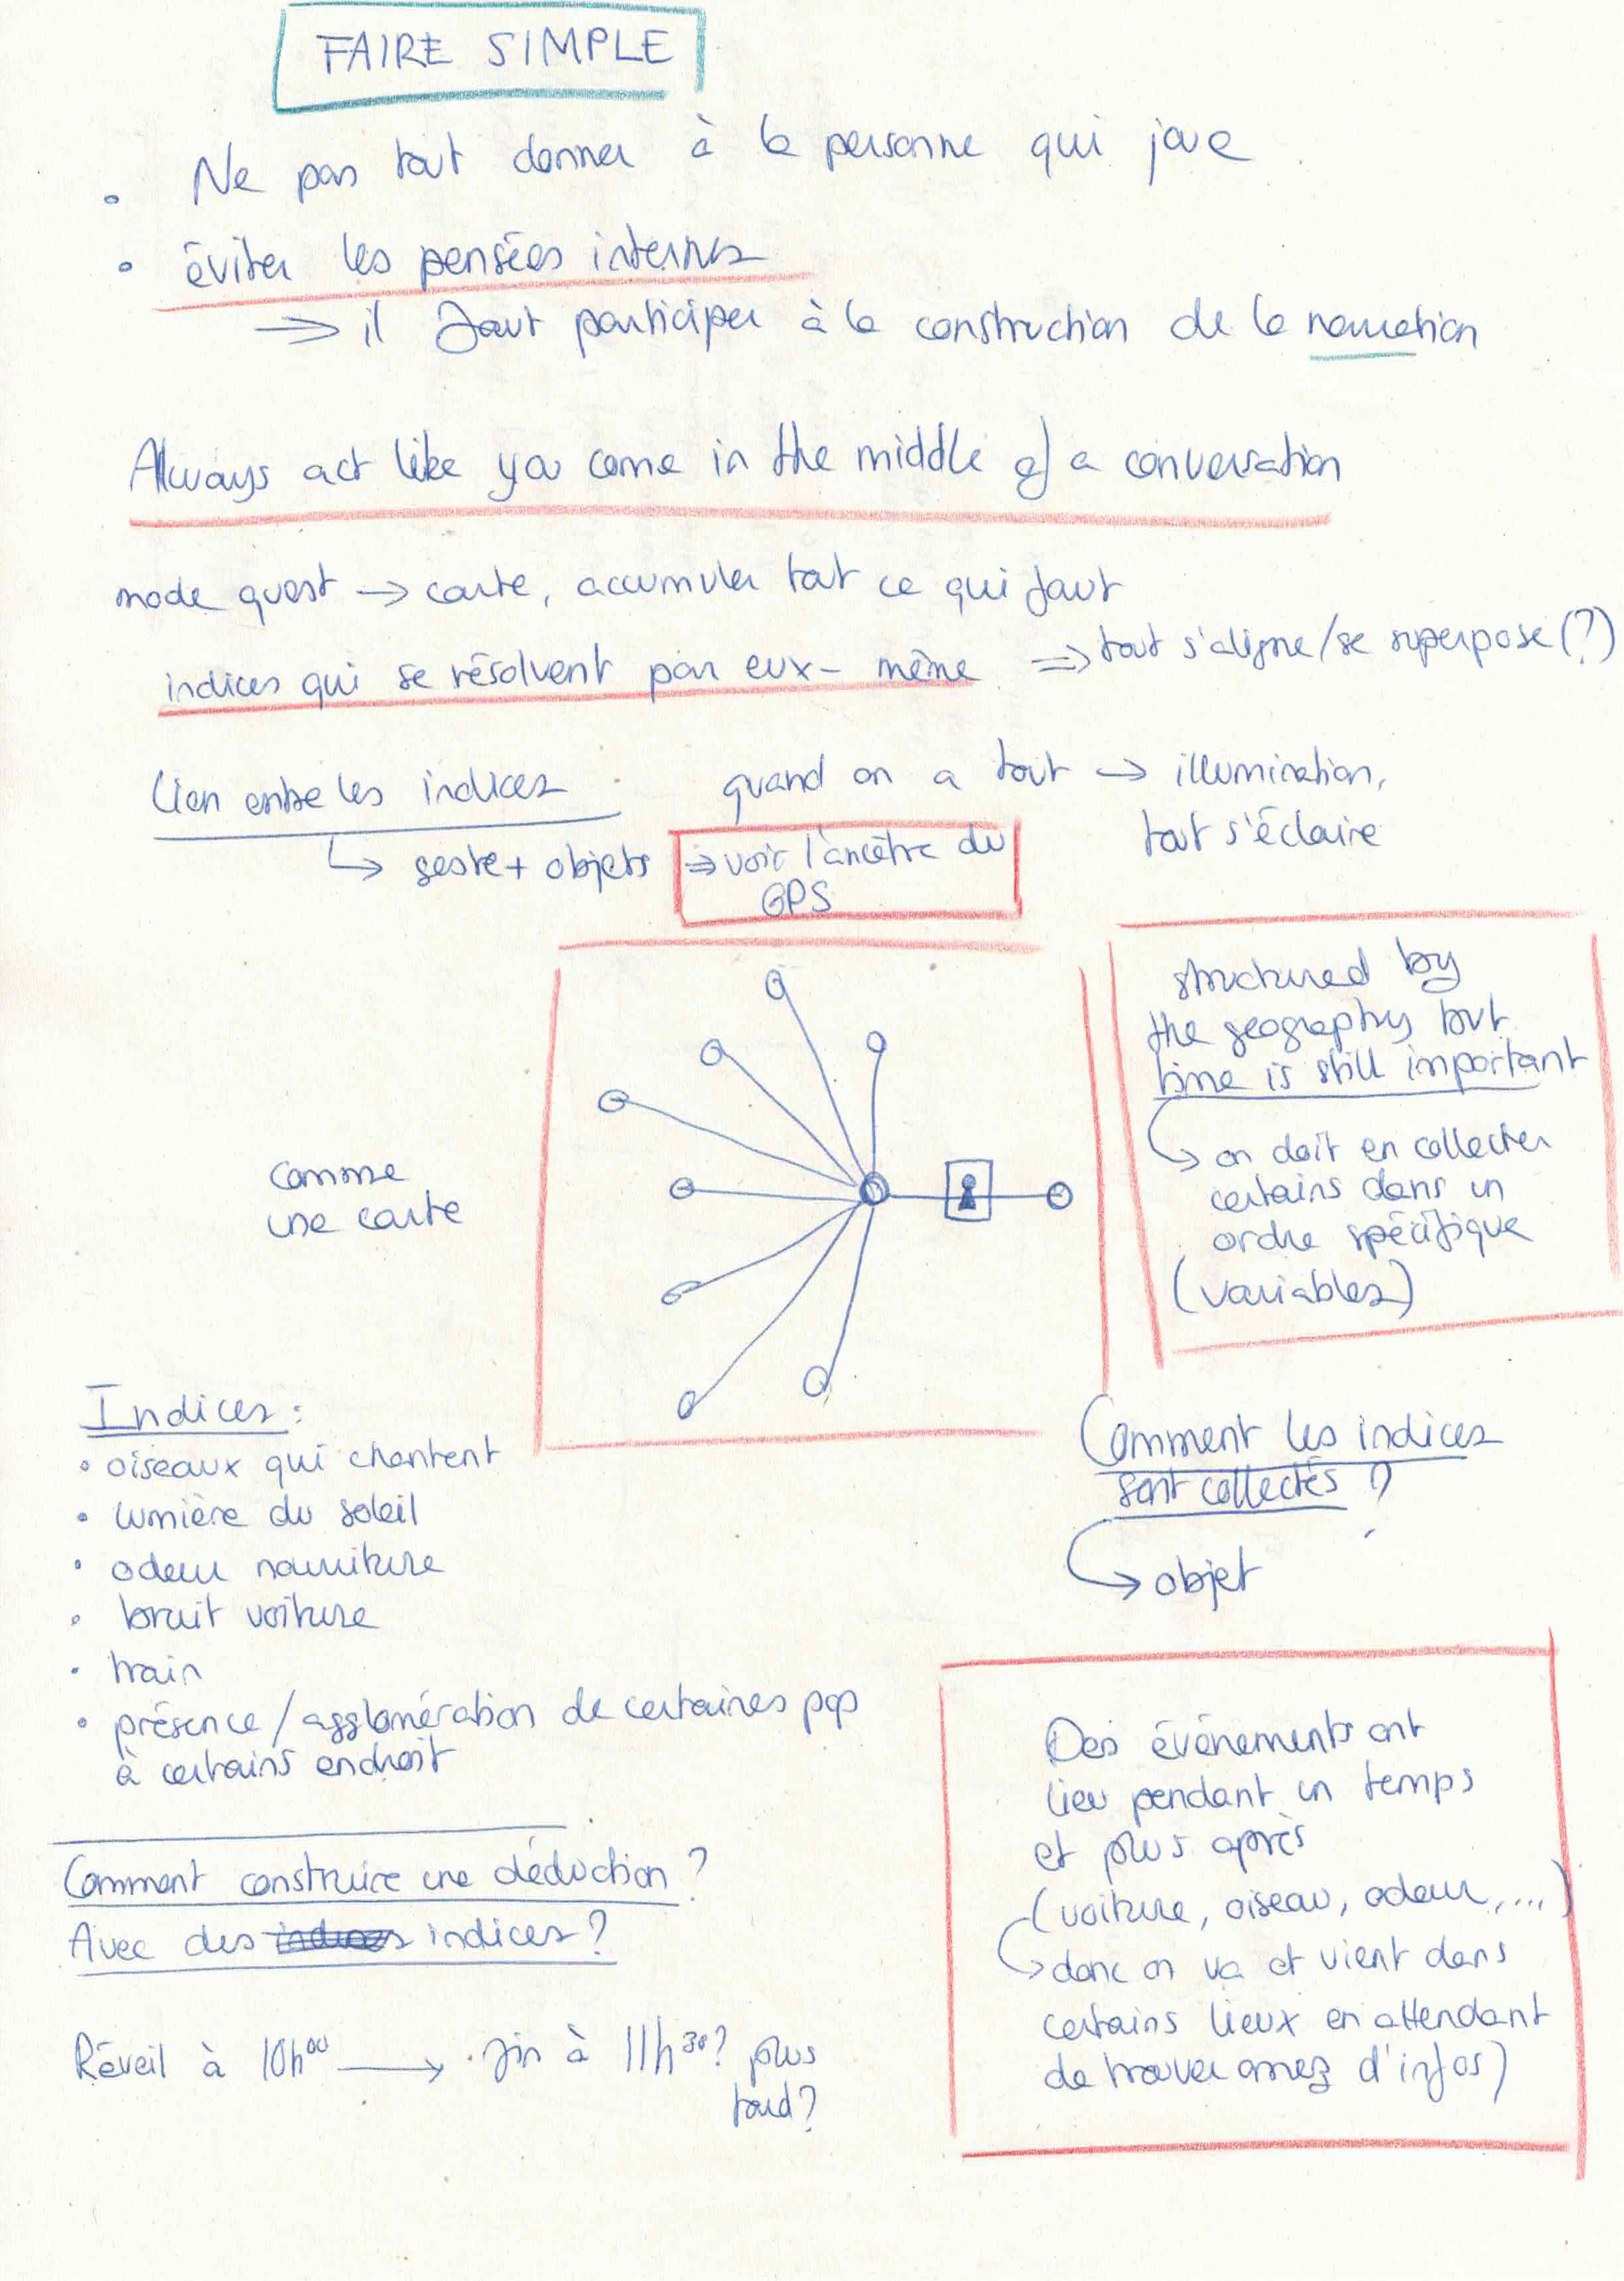 FAIRE SIMPLE
• Ne pas tout donner à la personne qui joue
• éviter les pensées internes
⇒ il faut participer à la construction de la narration
Always act like you come in the middle of a conversation
mode quest → carte, accumuler tout ce qui faut
indices qui se résolvent par eux-même ⇒ tout s'aligne/se superpose (?)
lien entre les indices
↳ geste + objets
⇒ voir l'ancêtre du
GPS
quand on a tout → illumination,
tout s'éclaire
structured by
the geography but
time is still important
↳ on doit en collecter
certains dans un
ordre spécifique
(variables)
comme
une carte
Indices :
• oiseaux qui chantent
• lumière du soleil
• odeur nourriture
• bruit voiture
• train
• présence / agglomération de certaines pop
à certains endroit
Comment les indices
sont collectés ?
↳ objet
Comment construire une déduction ?
Avec des indices indices ?
Réveil à 10h00 → fin à 11h30 ? plus
tard ?
Des événements ont
lieu pendant un temps
et plus après
(voiture, oiseau, odeur, ...)
↳ donc on va et vient dans
certains lieux en attendant
de trouver assez d'infos)